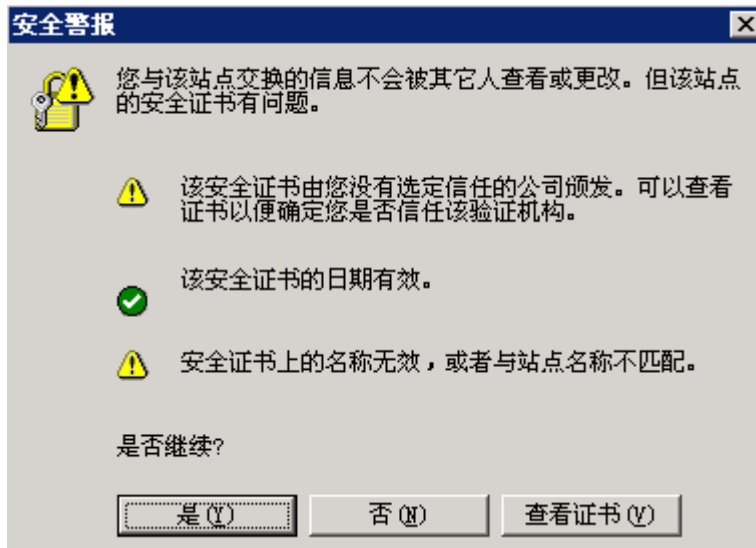 安全警报
您与该站点交换的信息不会被其它人查看或更改。但该站点
的安全证书有问题。
该安全证书由您没有选定信任的公司颁发。可以查看
证书以便确定您是否信任该验证机构。
该安全证书的日期有效。
安全证书上的名称无效，或者与站点名称不匹配。
是否继续?
是(Y) 否(N) 查看证书(V)